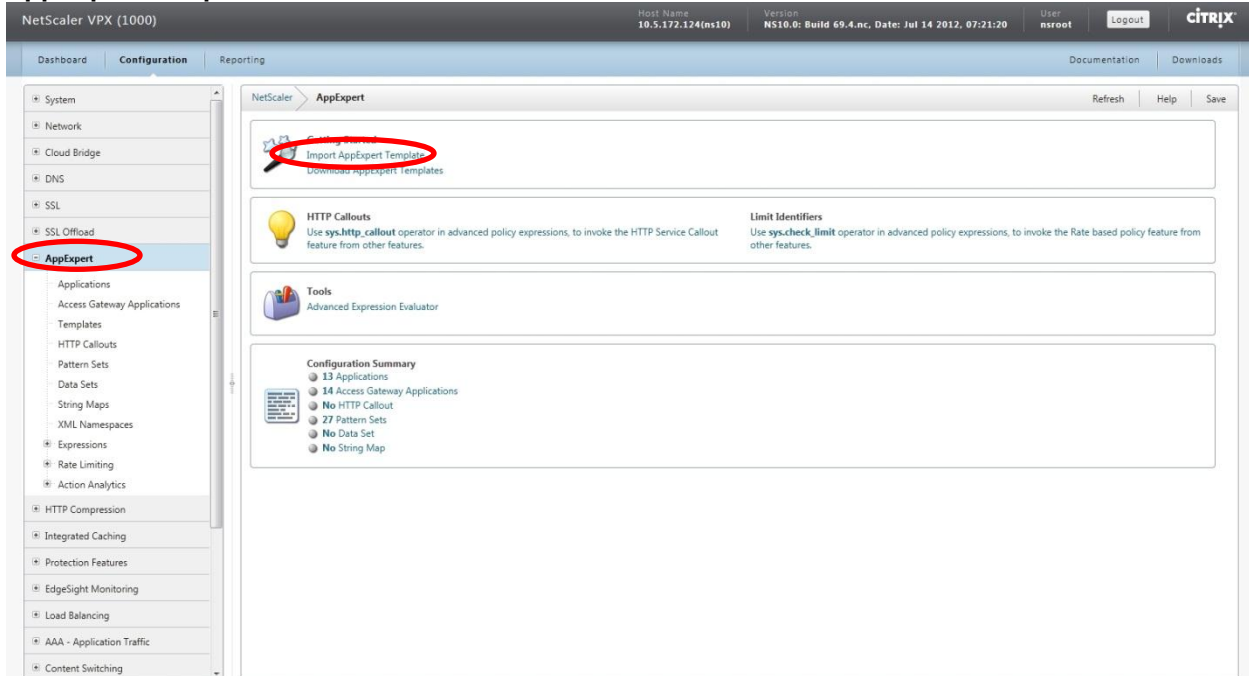 NetScaler VPX (1000)
Host Name
10.5.172.124(ns10)
Version
NS10.0: Build 69.4.nc, Date: Jul 14 2012, 07:21:20
User
nsroot
Logout
CITRIX
Dashboard
Configuration
Reporting
Documentation
Downloads
System
Network
Cloud Bridge
DNS
SSL
SSL Offload
AppExpert
Applications
Access Gateway Applications
Templates
HTTP Callouts
Pattern Sets
Data Sets
String Maps
XML Namespaces
Expressions
Rate Limiting
Action Analytics
HTTP Compression
Integrated Caching
Protection Features
EdgeSight Monitoring
Load Balancing
AAA - Application Traffic
Content Switching
NetScaler
AppExpert
Refresh
Help
Save
Getting Started
Import AppExpert Template
Download AppExpert Templates
HTTP Callouts
Use sys.http_callout operator in advanced policy expressions, to invoke the HTTP Service Callout
feature from other features.
Limit Identifiers
Use sys.check_limit operator in advanced policy expressions, to invoke the Rate based policy feature from
other features.
Tools
Advanced Expression Evaluator
Configuration Summary
13 Applications
14 Access Gateway Applications
No HTTP Callout
27 Pattern Sets
No Data Set
No String Map